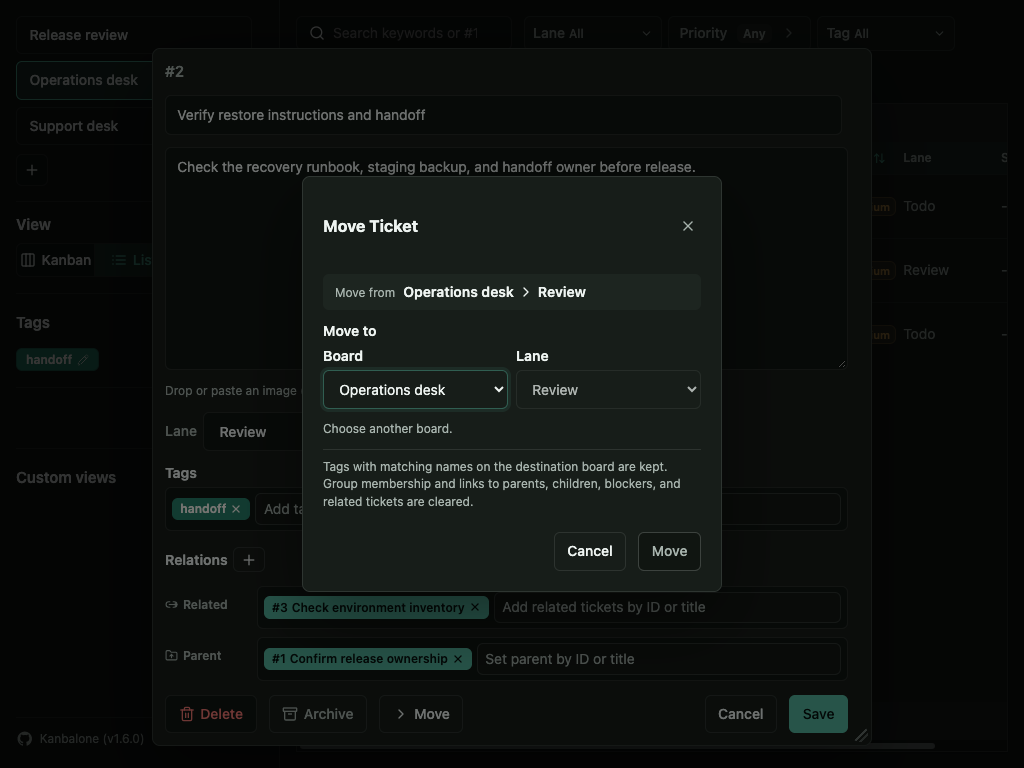 Release review
Search keywords or #1
Lane All
Priority Any
Tag All
Operations desk
Support desk
#2
Verify restore instructions and handoff
Check the recovery runbook, staging backup, and handoff owner before release.
View
Kanban
Lis
Tags
handoff
Custom views
Kanbalone (v1.6.0)
Lane
S
um
Todo
um
Review
um
Todo
Move Ticket
Move from Operations desk > Review
Move to
Board
Lane
Operations desk
Review
Choose another board.
Tags with matching names on the destination board are kept.
Group membership and links to parents, children, blockers, and
related tickets are cleared.
Cancel
Move
Drop or paste an image
Lane
Review
Tags
handoff ×
Add ta
Relations
Related
#3 Check environment inventory ×
Add related tickets by ID or title
Parent
#1 Confirm release ownership ×
Set parent by ID or title
Delete
Archive
Move
Cancel
Save